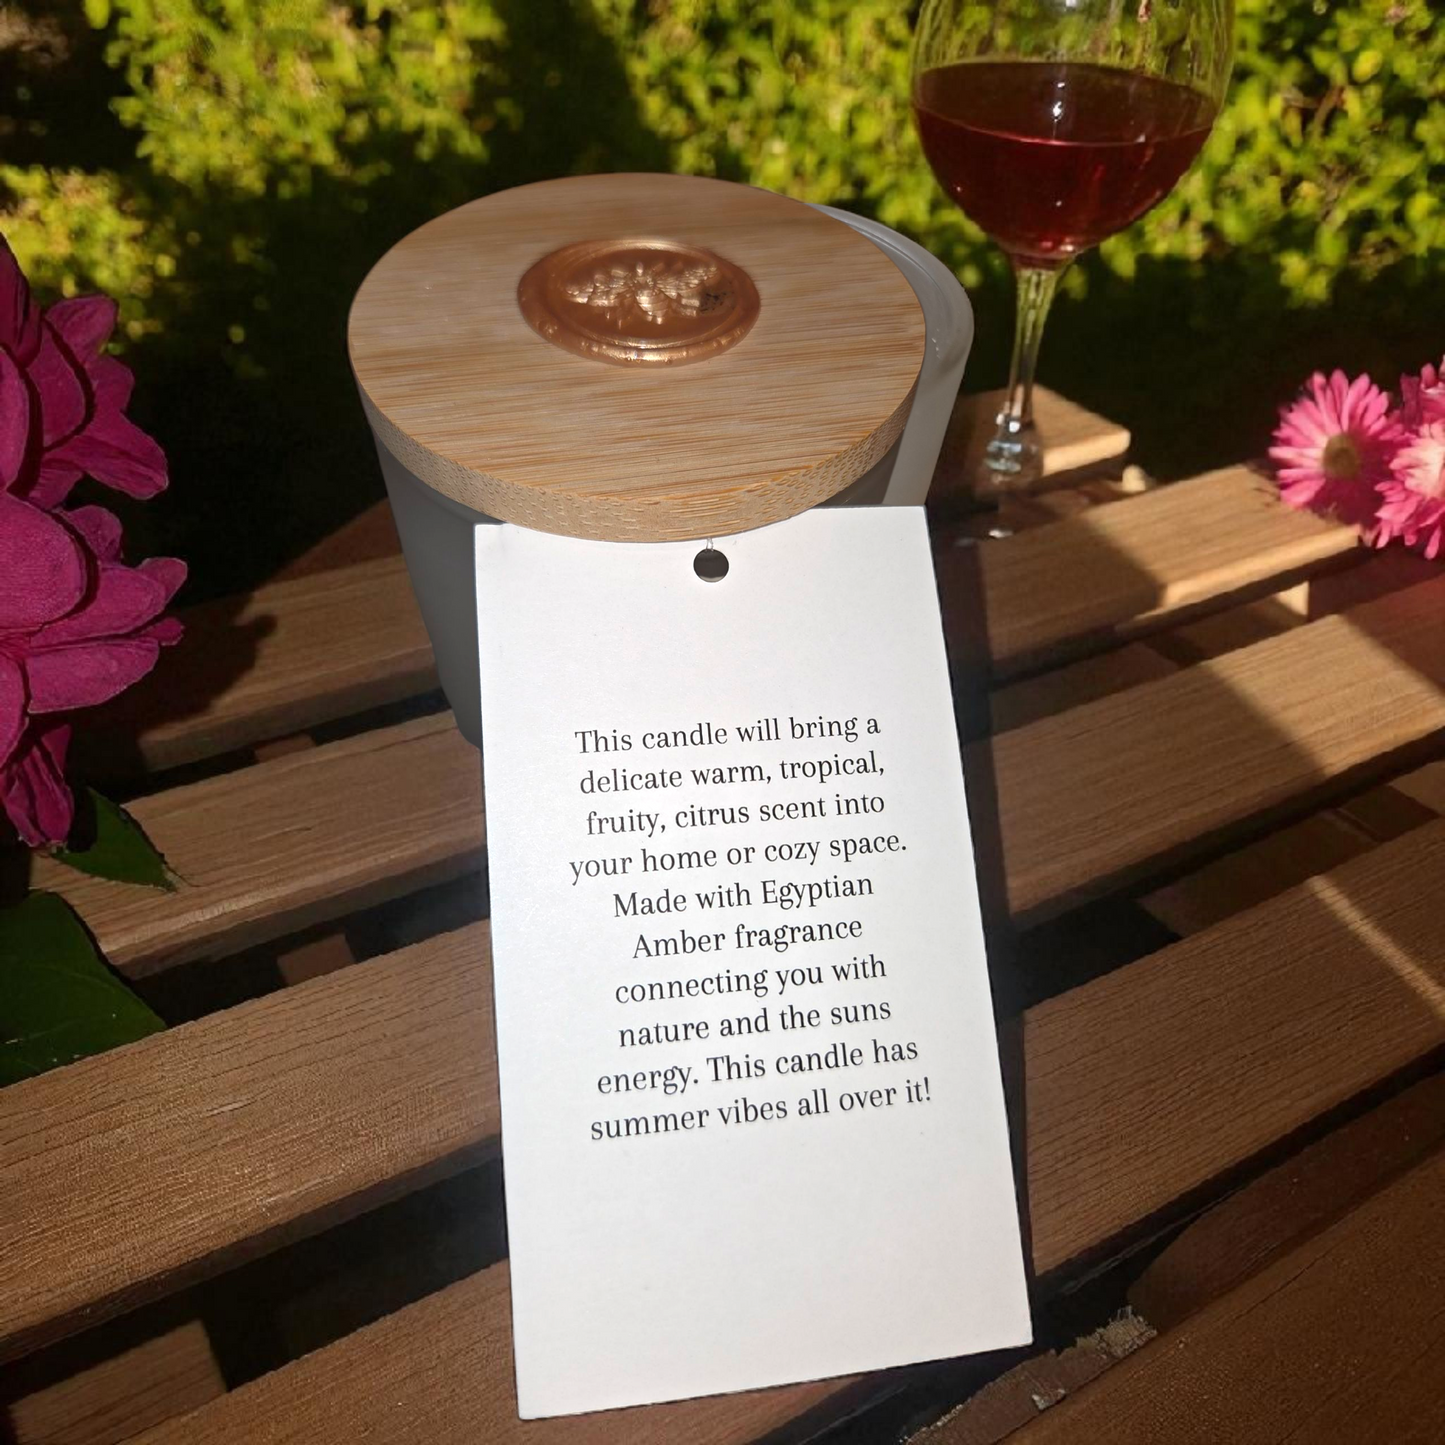 This candle will bring a
delicate warm, tropical,
fruity, citrus scent into
your home or cozy space.
Made with Egyptian
Amber fragrance
connecting you with
nature and the suns
energy. This candle has
summer vibes all over it!